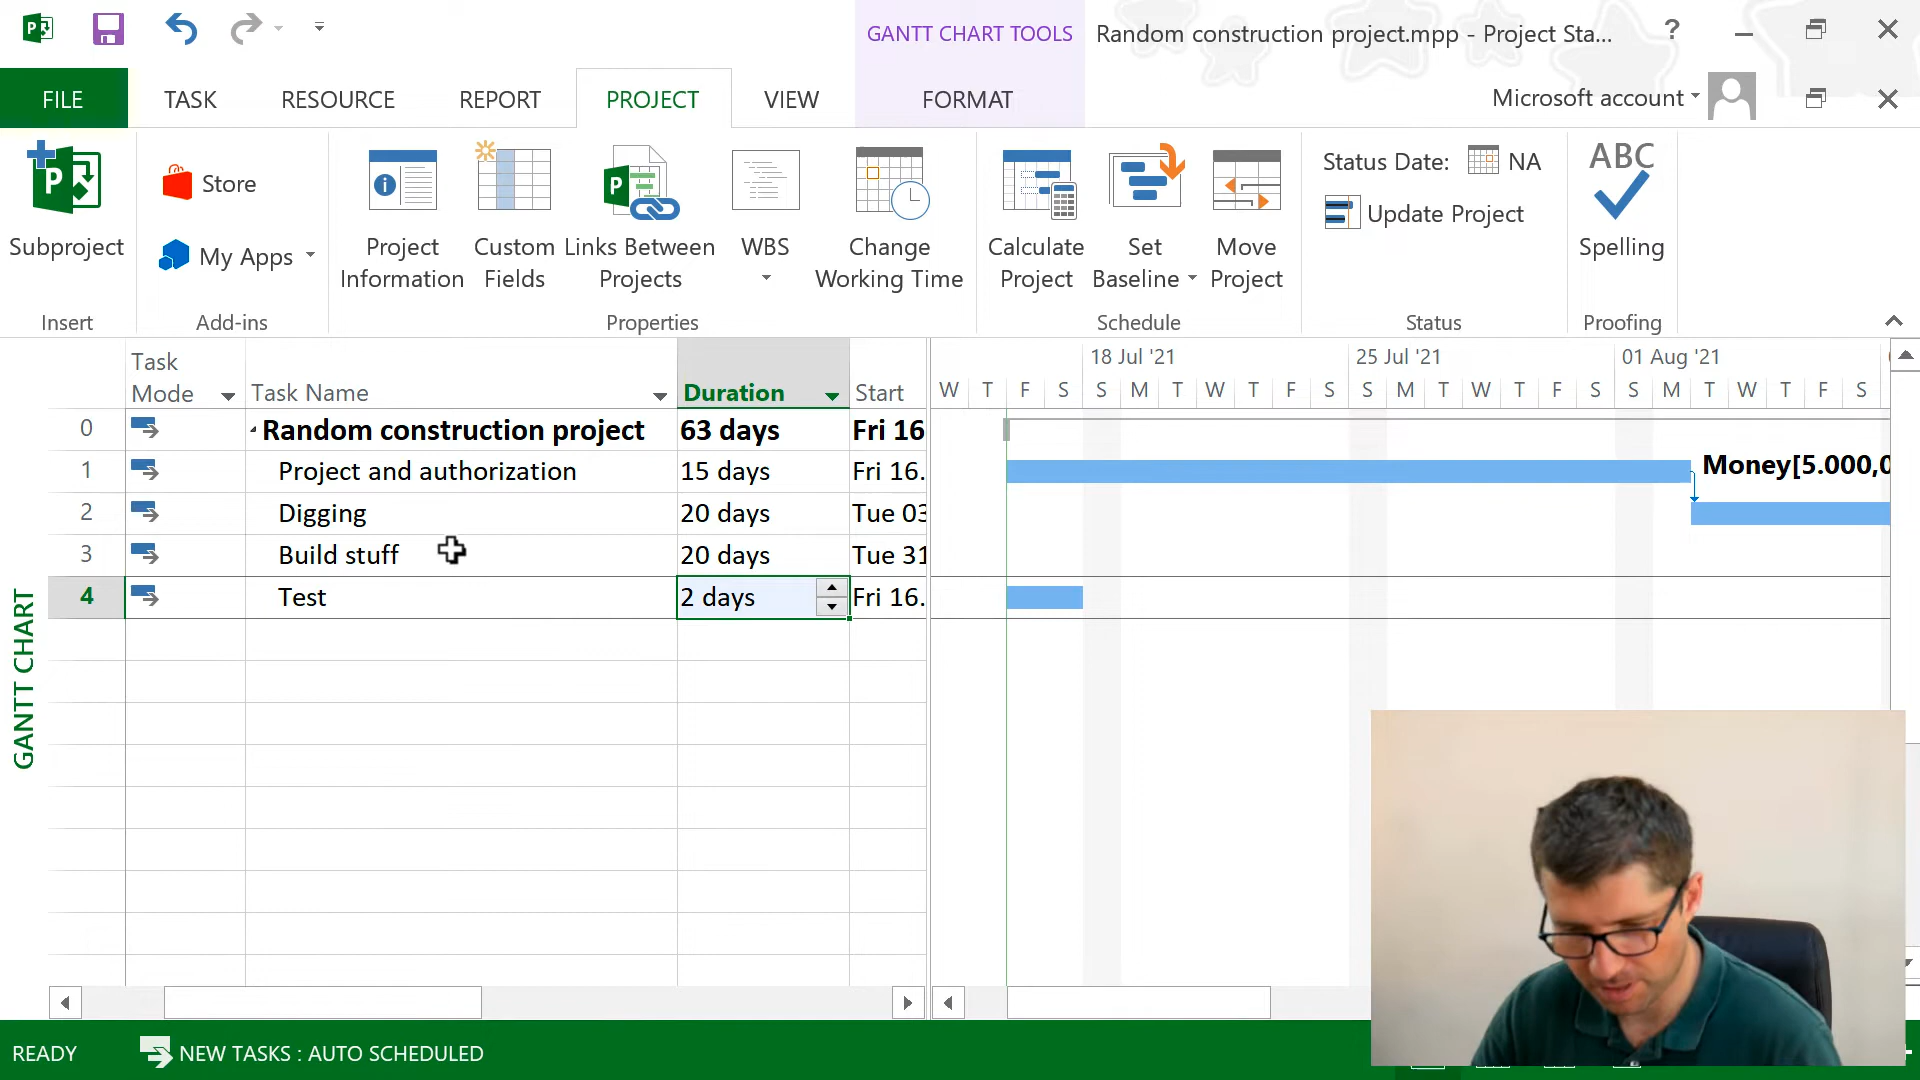 GANTT CHART TOOLS
Random construction project.mpp - Project Sta...
?
FILE
TASK
RESOURCE
REPORT
PROJECT
VIEW
FORMAT
Microsoft account
Subproject
Insert
Store
My Apps
Add-ins
Project
Information
Custom
Fields
Links Between
Projects
WBS
Change
Working Time
Properties
Calculate
Project
Set
Baseline
Move
Project
Schedule
Status Date: NA
Update Project
Status
ABC
Spelling
Proofing
Task
Mode
Task Name
Duration
Start
18 Jul '21
25 Jul '21
01 Aug '21
W T F S S M T W T F S S M T W T F S S M T W T F S
0 Random construction project 63 days Fri 16
1 Project and authorization 15 days Fri 16.
Money[5.000,0
2 Digging 20 days Tue 03
3 Build stuff 20 days Tue 31
4 Test 2 days Fri 16.
GANTT CHART
READY
NEW TASKS : AUTO SCHEDULED